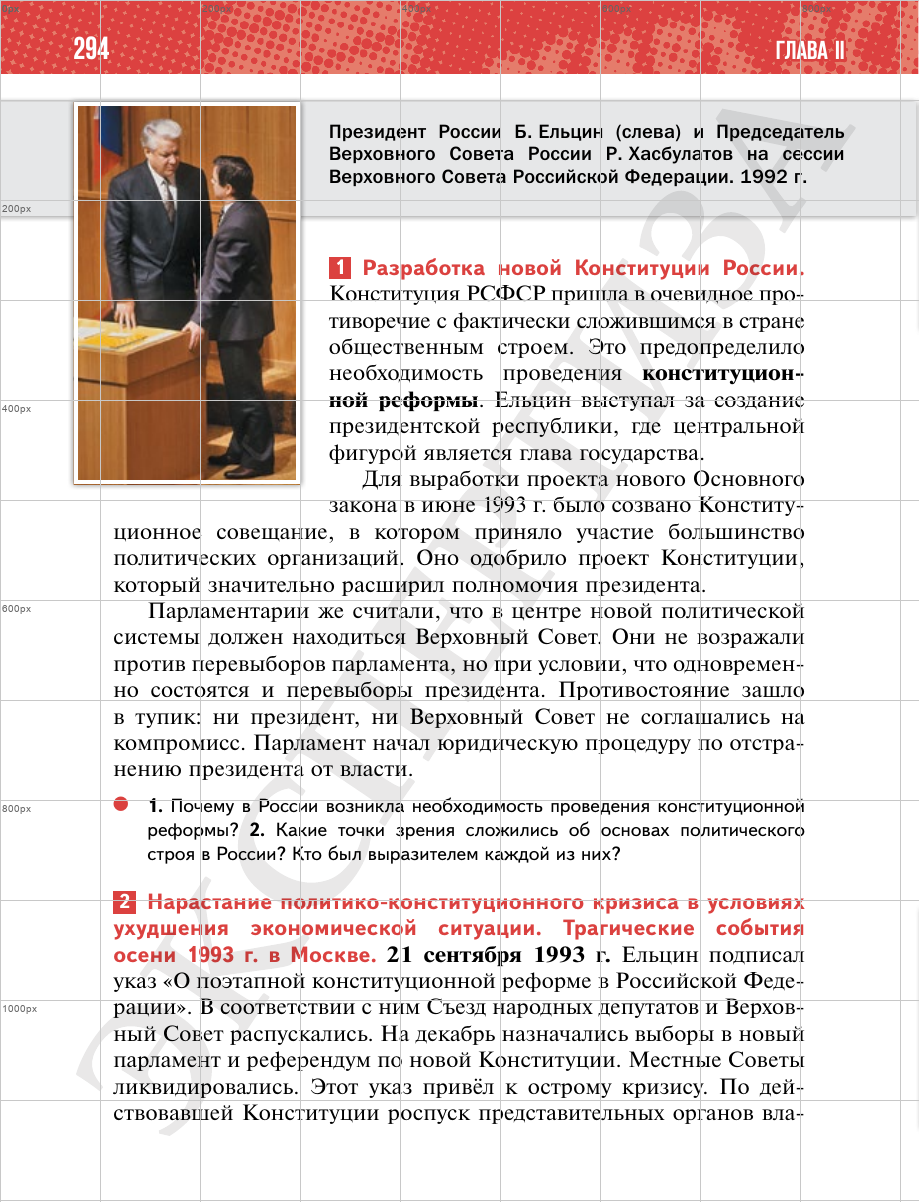 294
ГЛАВА II
Президент России Б. Ельцин (слева) и Председатель
Верховного Совета России Р. Хасбулатов на сессии
Верховного Совета Российской Федерации. 1992 г.
200px
1 Разработка новой Конституции России.
Конституция РСФСР пришла в очевидное про-
тиворечие с фактически сложившимся в стране
общественным строем. Это предопределило
необходимость проведения конституцион-
ной реформы. Ельцин выступал за создание
400px
президентской республики, где центральной
фигурой является глава государства.
Для выработки проекта нового Основного
закона в июне 1993 г. было созвано Конститу-
ционное совещание, в котором приняло участие большинство
политических организаций. Оно одобрило проект Конституции,
который значительно расширил полномочия президента.
600px
Парламентарии же считали, что в центре новой политической
системы должен находиться Верховный Совет. Они не возражали
против перевыборов парламента, но при условии, что одновремен-
но состоятся и перевыборы президента. Противостояние зашло
в тупик: ни президент, ни Верховный Совет не соглашались на
компромисс. Парламент начал юридическую процедуру по отстра-
нению президента от власти.
800px
1. Почему в России возникла необходимость проведения конституционной
реформы? 2. Какие точки зрения сложились об основах политического
строя в России? Кто был выразителем каждой из них?
2 Нарастание политико-конституционного кризиса в условиях
ухудшения экономической ситуации. Трагические события
осени 1993 г. в Москве. 21 сентября 1993 г. Ельцин подписал
указ «О поэтапной конституционной реформе в Российской Феде-
1000px
рации». В соответствии с ним Съезд народных депутатов и Верхов-
ный Совет распускались. На декабрь назначались выборы в новый
парламент и референдум по новой Конституции. Местные Советы
ликвидировались. Этот указ привёл к острому кризису. По дей-
ствовавшей Конституции роспуск представительных органов вла-
ЭКСПЕРТИЗА